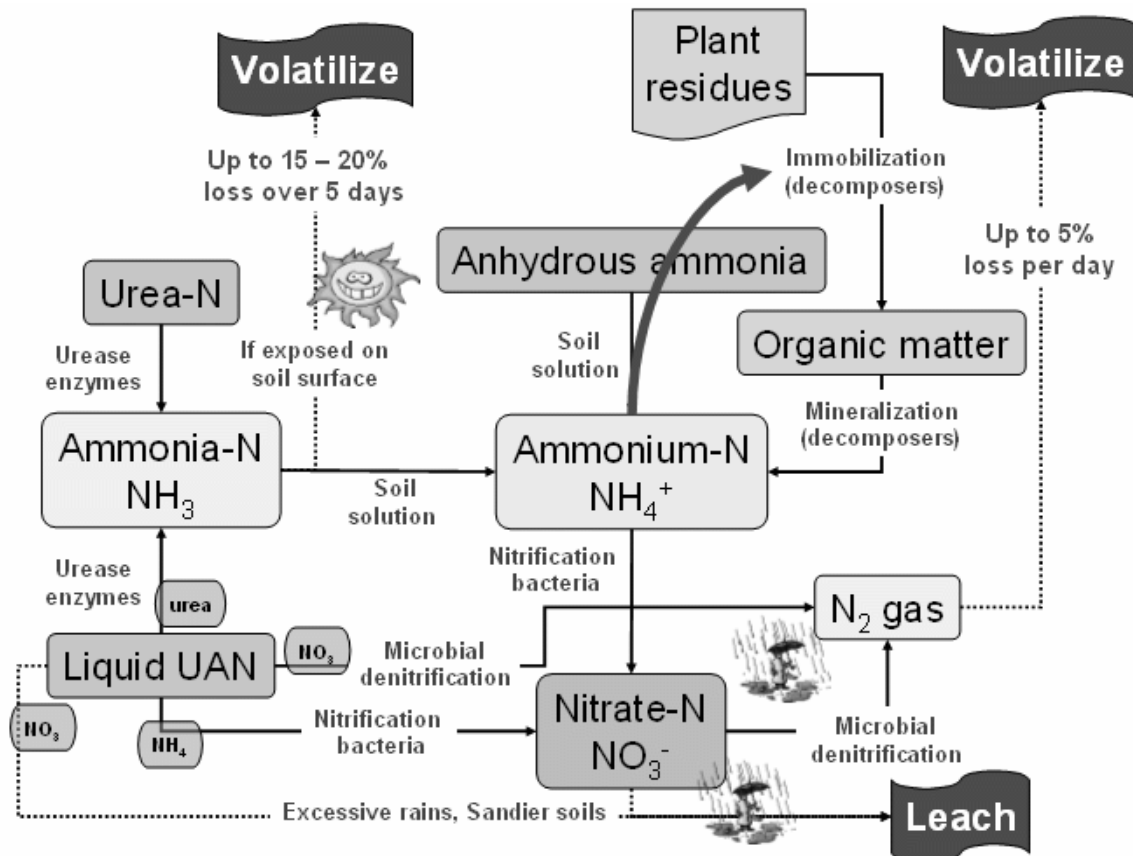 Volatilize
Plant
residues
Volatilize
Up to 15 – 20%
loss over 5 days
Immobilization
(decomposers)
Up to 5%
loss per day
Anhydrous ammonia
Urea-N
Urease
enzymes
If exposed on
soil surface
Soil
solution
Organic matter
Mineralization
(decomposers)
Ammonia-N
NH₃
Soil
solution
Ammonium-N
NH₄⁺
Urease
enzymes
urea
Nitrification
bacteria
N₂ gas
Liquid UAN
NO₃
Microbial
denitrification
NO₃
NH₄
Nitrification
bacteria
Nitrate-N
NO₃⁻
Microbial
denitrification
Excessive rains, Sandier soils
Leach